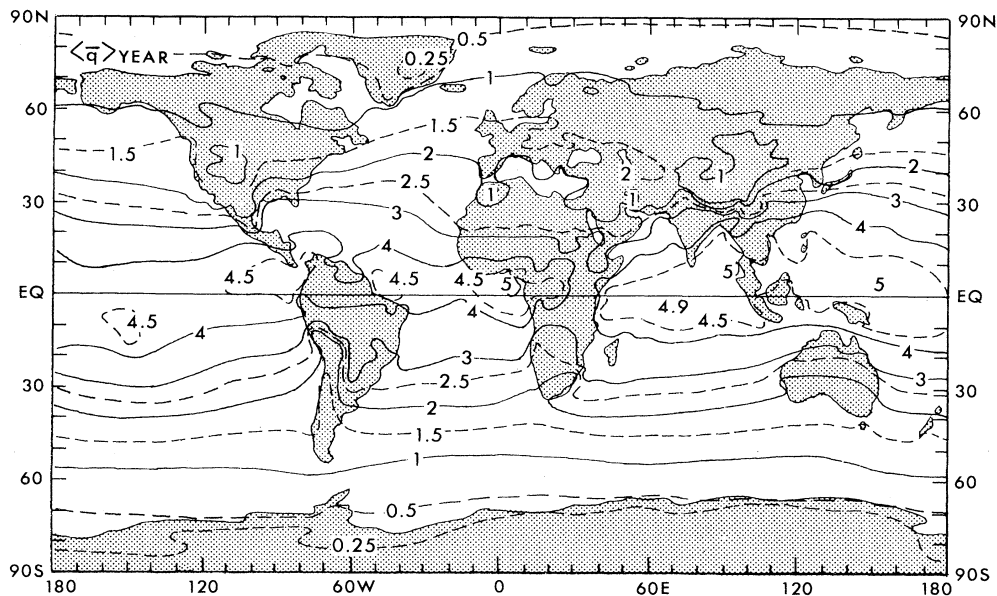 90N 90N
⟨q̄⟩YEAR
0.5
0.25
1
60 60
1.5
1.5
1 2 2 1 2
2.5
30 1 1 30
3 3
4 4
4.5 4.5 4.5 5 5 5
EQ EQ
4.5 4 4 4.9 4.5
4
3 3
30 2.5 30
2
1.5
1
60 60
0.5
0.25
90S 90S
180 120 60W 0 60E 120 180